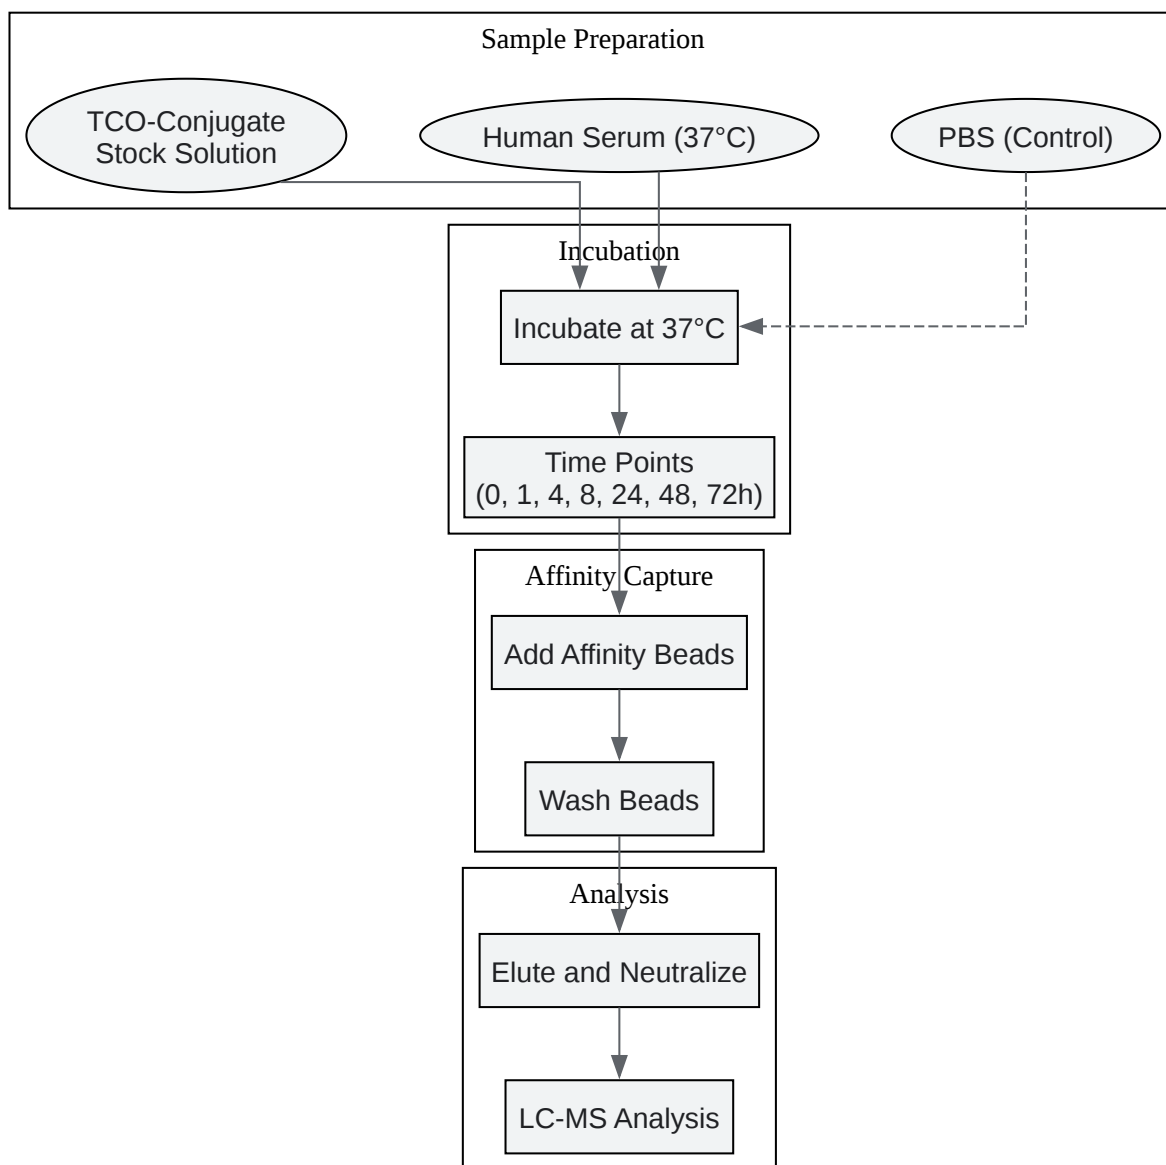 Sample Preparation
TCO-Conjugate
Stock Solution
Human Serum (37°C)
PBS (Control)
Incubation
Incubate at 37°C
Time Points
(0, 1, 4, 8, 24, 48, 72h)
Affinity Capture
Add Affinity Beads
Wash Beads
Analysis
Elute and Neutralize
LC-MS Analysis